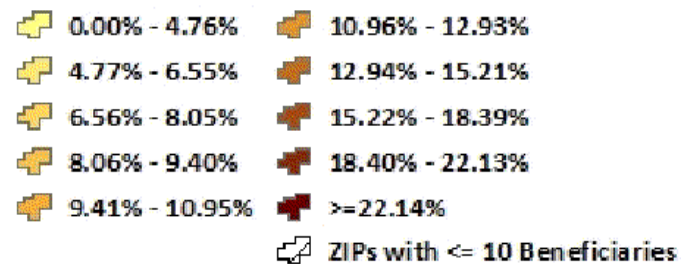 0.00% - 4.76%
4.77% - 6.55%
6.56% - 8.05%
8.06% - 9.40%
9.41% - 10.95%
10.96% - 12.93%
12.94% - 15.21%
15.22% - 18.39%
18.40% - 22.13%
>=22.14%
ZIPs with <= 10 Beneficiaries